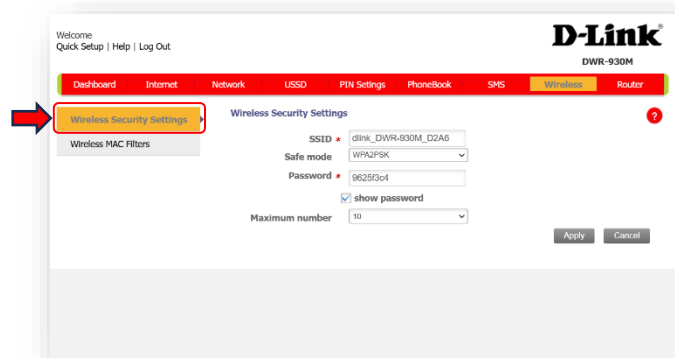 Welcome
Quick Setup | Help | Log Out
D-Link®
DWR-930M
Dashboard Internet Network USSD PIN Setings PhoneBook SMS Wireless Router
Wireless Security Settings
Wireless MAC Filters
Wireless Security Settings
?
SSID * dlink_DWR-930M_D2A6
Safe mode WPA2PSK
Password * 9625f3c4
show password
Maximum number 10
Apply Cancel